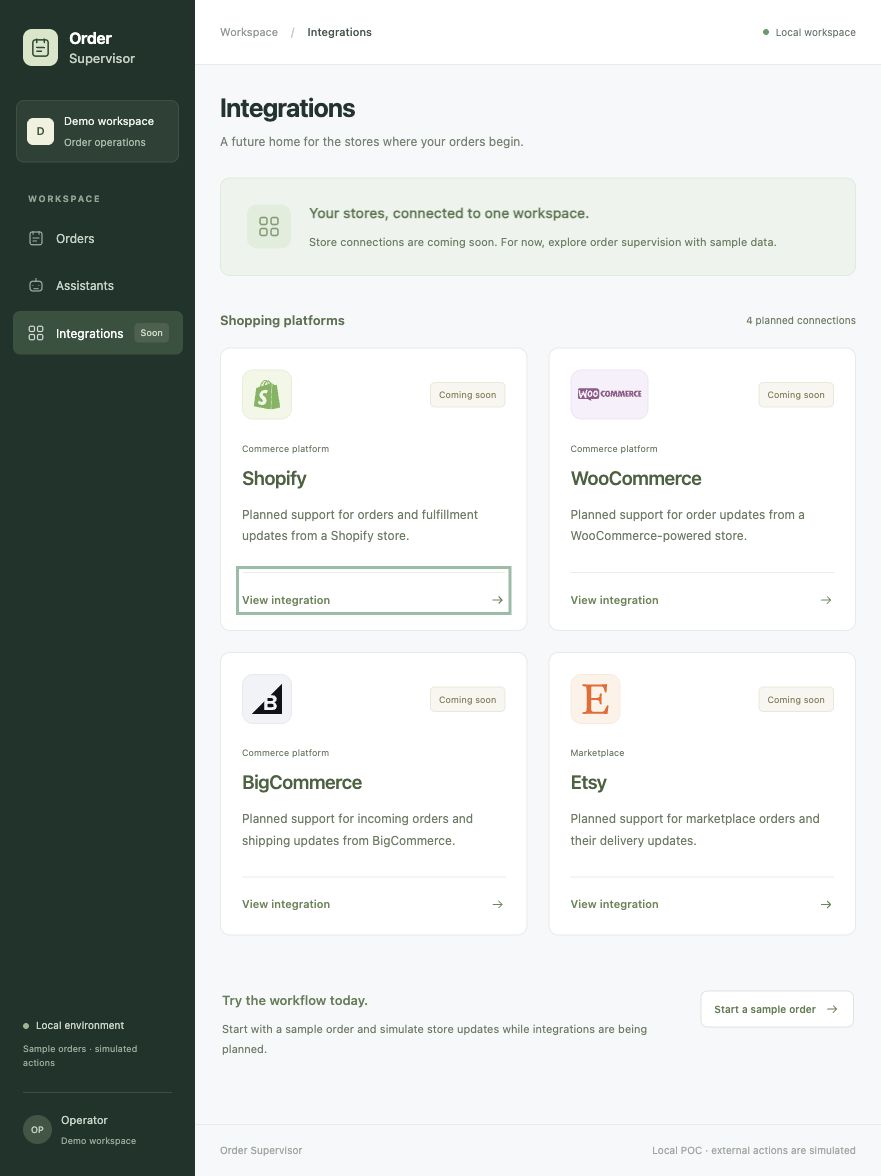 Order
Supervisor
D
Demo workspace
Order operations
WORKSPACE
Orders
Assistants
Integrations
Soon
Local environment
Sample orders · simulated
actions
OP
Operator
Demo workspace
Workspace / Integrations
Local workspace
Integrations
A future home for the stores where your orders begin.
Your stores, connected to one workspace.
Store connections are coming soon. For now, explore order supervision with sample data.
Shopping platforms
4 planned connections
S
Coming soon
Commerce platform
Shopify
Planned support for orders and fulfillment
updates from a Shopify store.
View integration →
WOO COMMERCE
Coming soon
Commerce platform
WooCommerce
Planned support for order updates from a
WooCommerce-powered store.
View integration →
B
Coming soon
Commerce platform
BigCommerce
Planned support for incoming orders and
shipping updates from BigCommerce.
View integration →
E
Coming soon
Marketplace
Etsy
Planned support for marketplace orders and
their delivery updates.
View integration →
Try the workflow today.
Start with a sample order and simulate store updates while integrations are being
planned.
Start a sample order →
Order Supervisor
Local POC · external actions are simulated